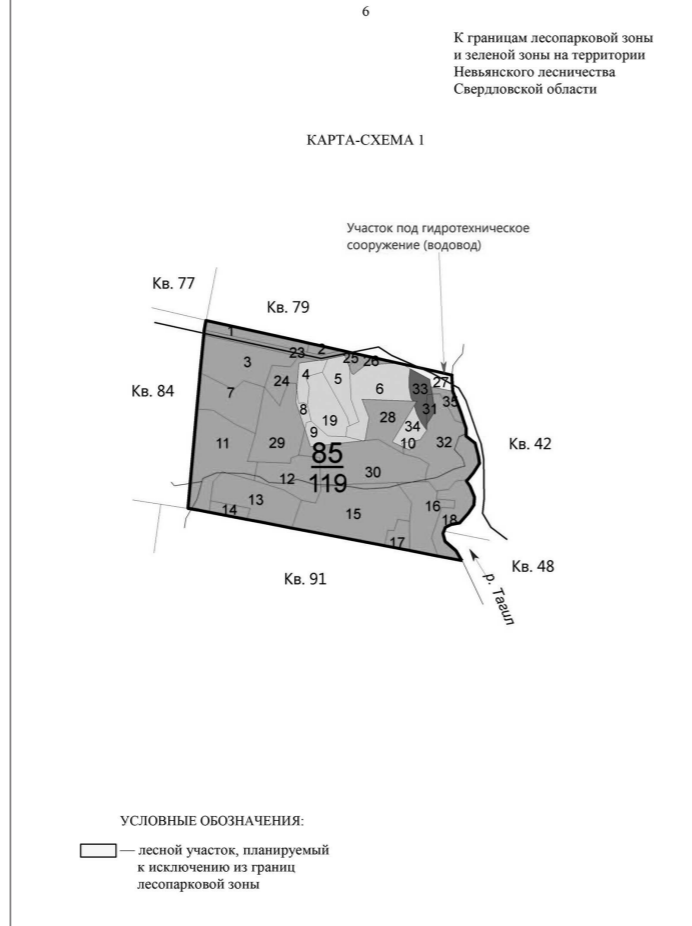 6
К границам лесопарковой зоны
и зеленой зоны на территории
Невьянского лесничества
Свердловской области
КАРТА-СХЕМА 1
Участок под гидротехническое
сооружение (водовод)
Кв. 77
Кв. 79
1
23
2
25
26
3
24
4
5
6
33
27
Кв. 84
7
8
19
28
31
35
34
9
10
11
29
32
Кв. 42
85
119
12
30
13
14
15
16
18
17
Кв. 91
Кв. 48
р. Тагил
УСЛОВНЫЕ ОБОЗНАЧЕНИЯ:
— лесной участок, планируемый
к исключению из границ
лесопарковой зоны